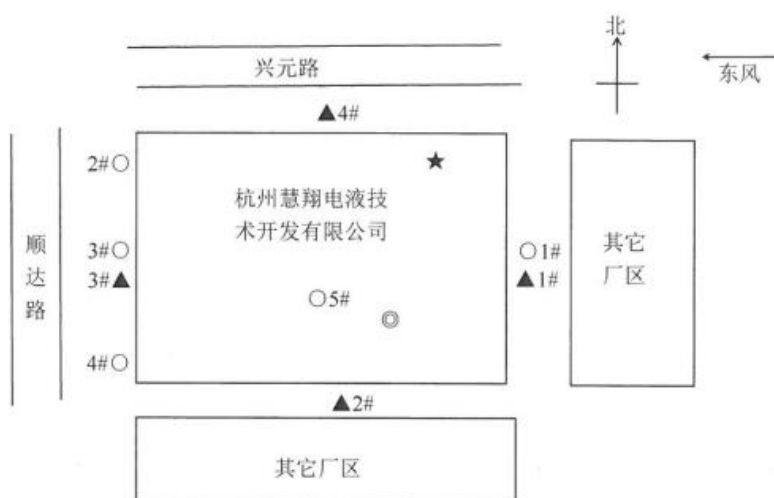 北
兴元路
东风
▲4#
2#○
★
杭州慧翔电液技
术开发有限公司
顺达路
3#○
○1#
其它
厂区
3#▲
▲1#
○5#
◎
4#○
▲2#
其它厂区